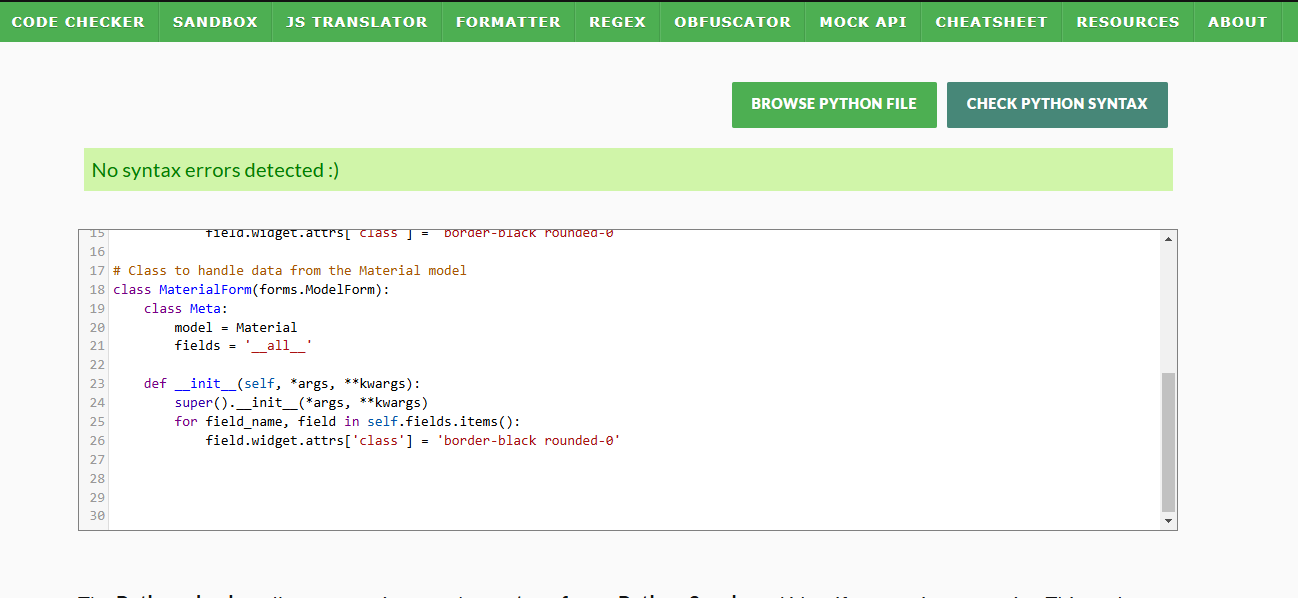 CODE CHECKER SANDBOX JS TRANSLATOR FORMATTER REGEX OBFUSCATOR MOCK API CHEATSHEET RESOURCES ABOUT
BROWSE PYTHON FILE CHECK PYTHON SYNTAX
No syntax errors detected :)
15 field.widget.attrs['class'] = 'border-black rounded-0'
16
17 # Class to handle data from the Material model
18 class MaterialForm(forms.ModelForm):
19 class Meta:
20 model = Material
21 fields = '__all__'
22
23 def __init__(self, *args, **kwargs):
24 super().__init__(*args, **kwargs)
25 for field_name, field in self.fields.items():
26 field.widget.attrs['class'] = 'border-black rounded-0'
27
28
29
30